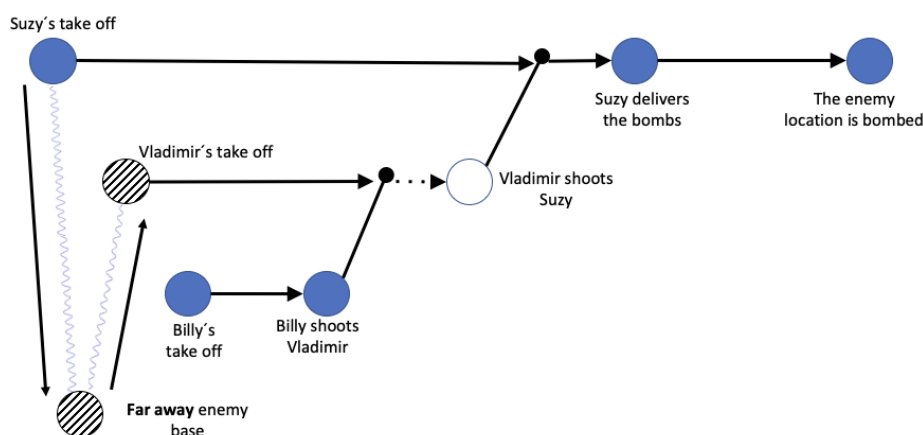 Suzy´s take off
Suzy delivers
the bombs
The enemy
location is bombed
Vladimir´s take off
Vladimir shoots
Suzy
Billy´s
take off
Billy shoots
Vladimir
Far away enemy
base